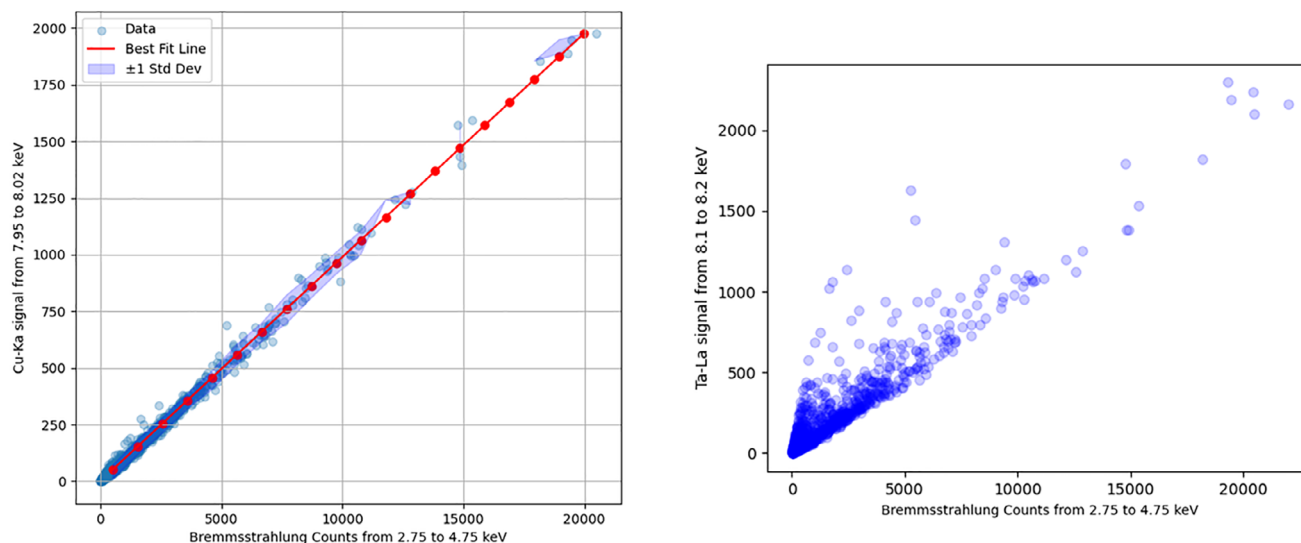 2000
1750
1500
1250
1000
750
500
250
0
Cu-Ka signal from 7.95 to 8.02 keV
Data
Best Fit Line
±1 Std Dev
0 5000 10000 15000 20000
Bremmsstrahlung Counts from 2.75 to 4.75 keV
2000
1500
1000
500
0
Ta-La signal from 8.1 to 8.2 keV
0 5000 10000 15000 20000
Bremmsstrahlung Counts from 2.75 to 4.75 keV